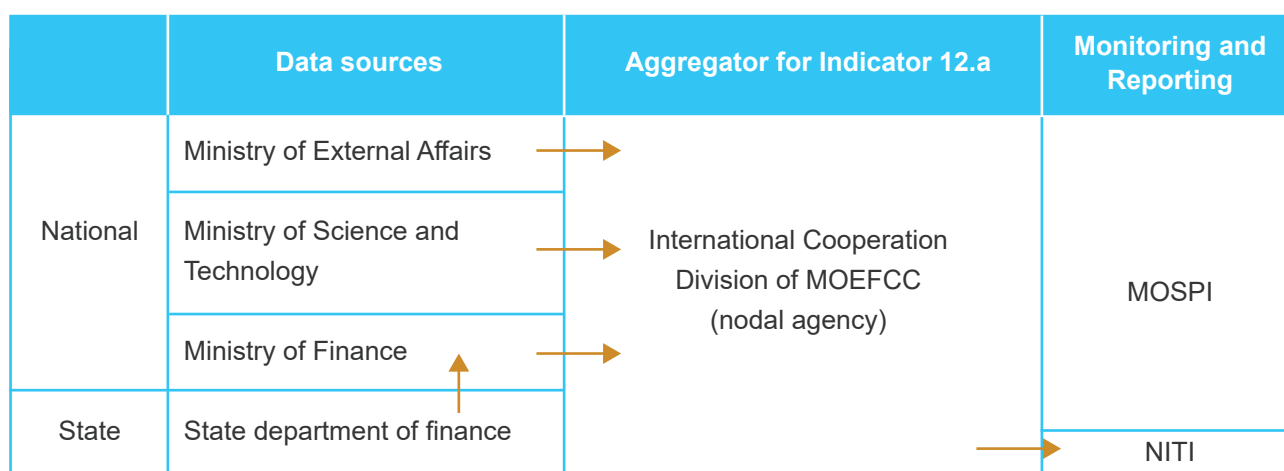 Data sources
Aggregator for Indicator 12.a
Monitoring and
Reporting
National
Ministry of External Affairs
Ministry of Science and
Technology
Ministry of Finance
International Cooperation
Division of MOEFCC
(nodal agency)
MOSPI
State
State department of finance
NITI